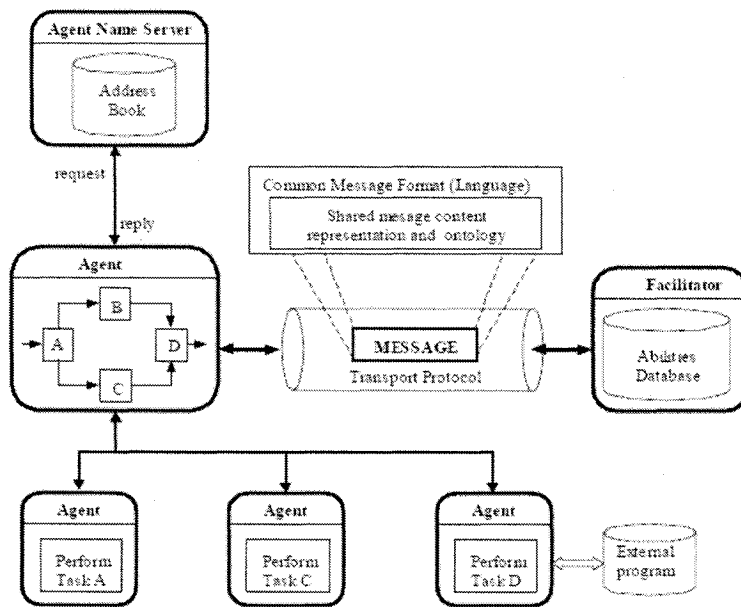 Agent Name Server
Address
Book
request
reply
Common Message Format (Language)
Shared mesage content
representation and ontology
Agent
A
B
C
D
MESSAGE
Transport Protocol
Facilitator
Abilities
Database
Agent
Perform
Task A
Agent
Perform
Task C
Agent
Perform
Task D
External
program